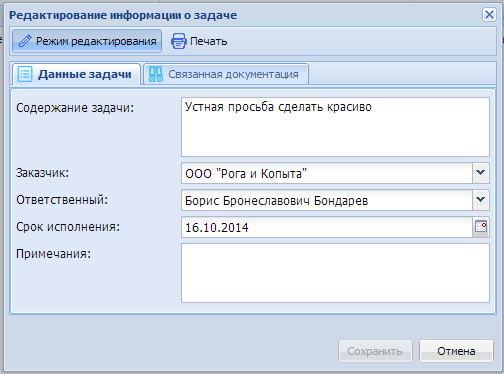 Редактирование информации о задаче
Режим редактирования Печать
Данные задачи Связанная документация
Содержание задачи: Устная просьба сделать красиво
Заказчик: ООО "Рога и Копыта"
Ответственный: Борис Бронеславович Бондарев
Срок исполнения: 16.10.2014
Примечания:
Сохранить Отмена